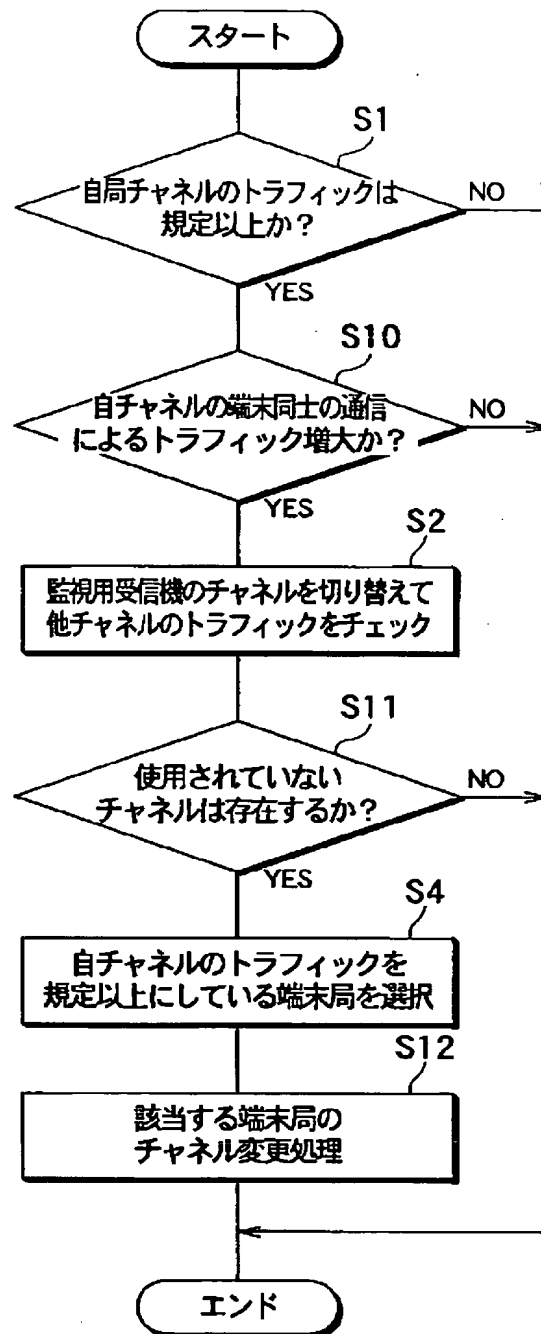 スタート
S1
自局チャネルのトラフィックは
規定以上か？
NO
YES
S10
自チャネルの端末同士の通信
によるトラフィック増大か？
NO
YES
S2
監視用受信機のチャネルを切り替えて
他チャネルのトラフィックをチェック
S11
使用されていない
チャネルは存在するか？
NO
YES
S4
自チャネルのトラフィックを
規定以上にしている端末局を選択
S12
該当する端末局の
チャネル変更処理
エンド